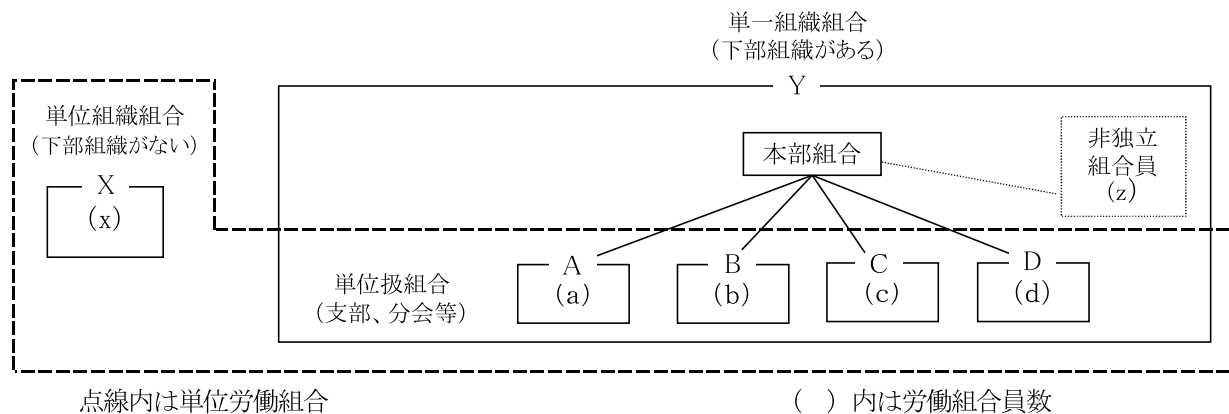 単一組織組合
（下部組織がある）
Y
単位組織組合
（下部組織がない）
X
(x)
本部組合
非独立
組合員
(z)
単位扱組合
（支部、分会等）
A
(a)
B
(b)
C
(c)
D
(d)
点線内は単位労働組合
（　）内は労働組合員数